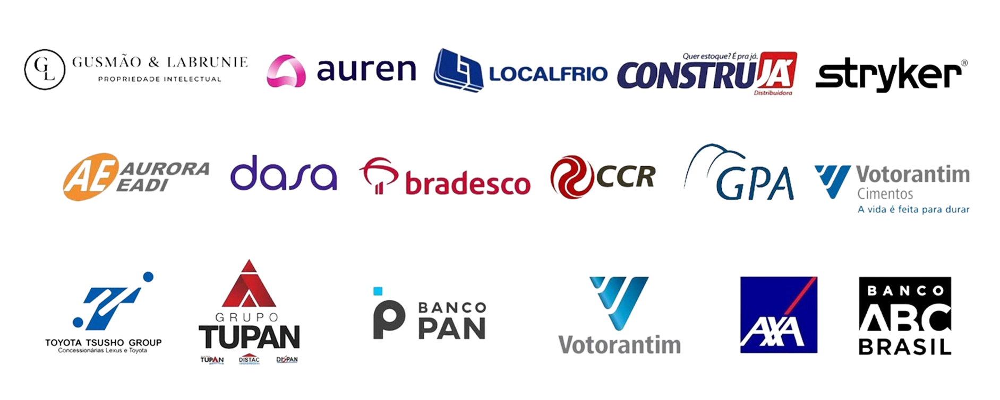 GL
GUSMÃO & LABRUNIE
PROPRIEDADE INTELECTUAL
auren
LOCALFRIO
Quer estoque? É pra já.
CONSTRUJÁ
Distribuidora
stryker®
AE
AURORA
EADI
dasa
bradesco
CCR
GPA
Votorantim
Cimentos
A vida é feita para durar
TOYOTA TSUSHO GROUP
Concessionárias Lexus e Toyota
GRUPO
TUPAN
TUPAN
DISTAC
DISPAN
BANCO
PAN
Votorantim
AXA
BANCO
ABC
BRASIL